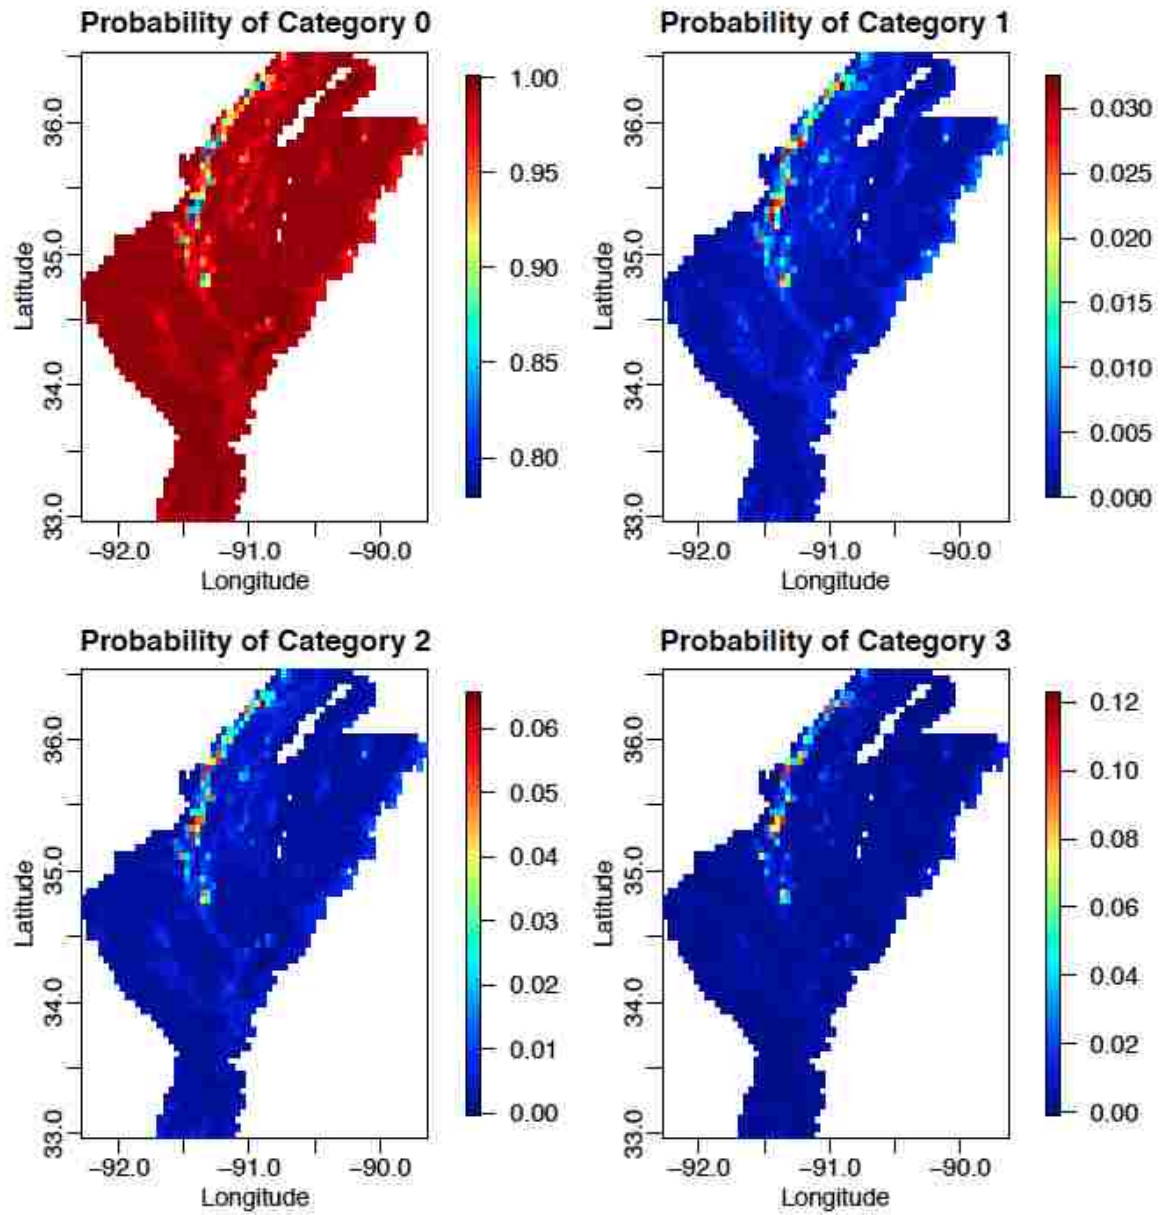 Probability of Category 0
Latitude
33.0
34.0
35.0
36.0
–92.0 –91.0 –90.0
Longitude
1.00
0.95
0.90
0.85
0.80
Probability of Category 1
Latitude
33.0
34.0
35.0
36.0
–92.0 –91.0 –90.0
Longitude
0.030
0.025
0.020
0.015
0.010
0.005
0.000
Probability of Category 2
Latitude
33.0
34.0
35.0
36.0
–92.0 –91.0 –90.0
Longitude
0.06
0.05
0.04
0.03
0.02
0.01
0.00
Probability of Category 3
Latitude
33.0
34.0
35.0
36.0
–92.0 –91.0 –90.0
Longitude
0.12
0.10
0.08
0.06
0.04
0.02
0.00